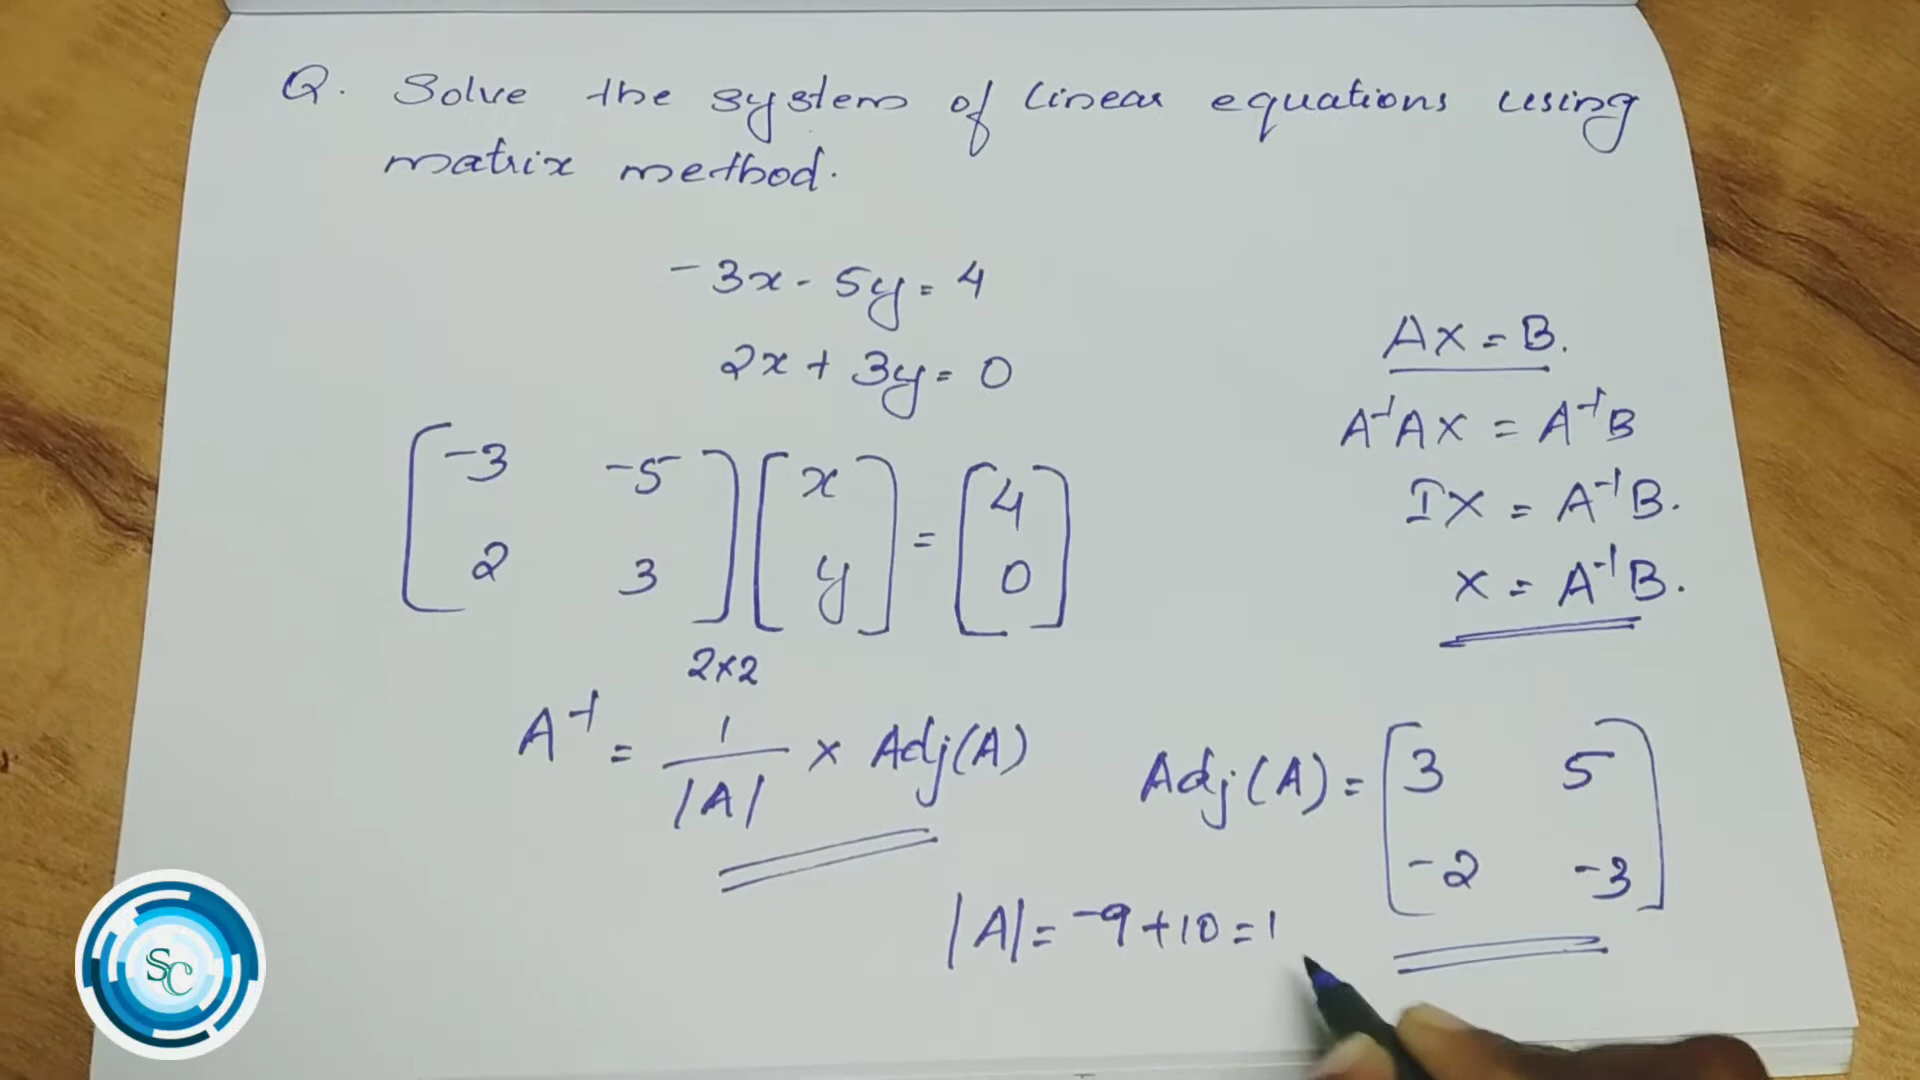 Q. Solve the system of linear equations using
matrix method.
-3x - 5y = 4
2x + 3y = 0
AX = B.
A⁻¹AX = A⁻¹B
IX = A⁻¹B.
X = A⁻¹B.
[-3 -5] [x] = [4]
[2 3] [y] [0]
2×2
A⁻¹ = 1/|A| × Adj(A)
Adj(A) = [3 5]
[-2 -3]
|A| = -9 + 10 = 1
SC